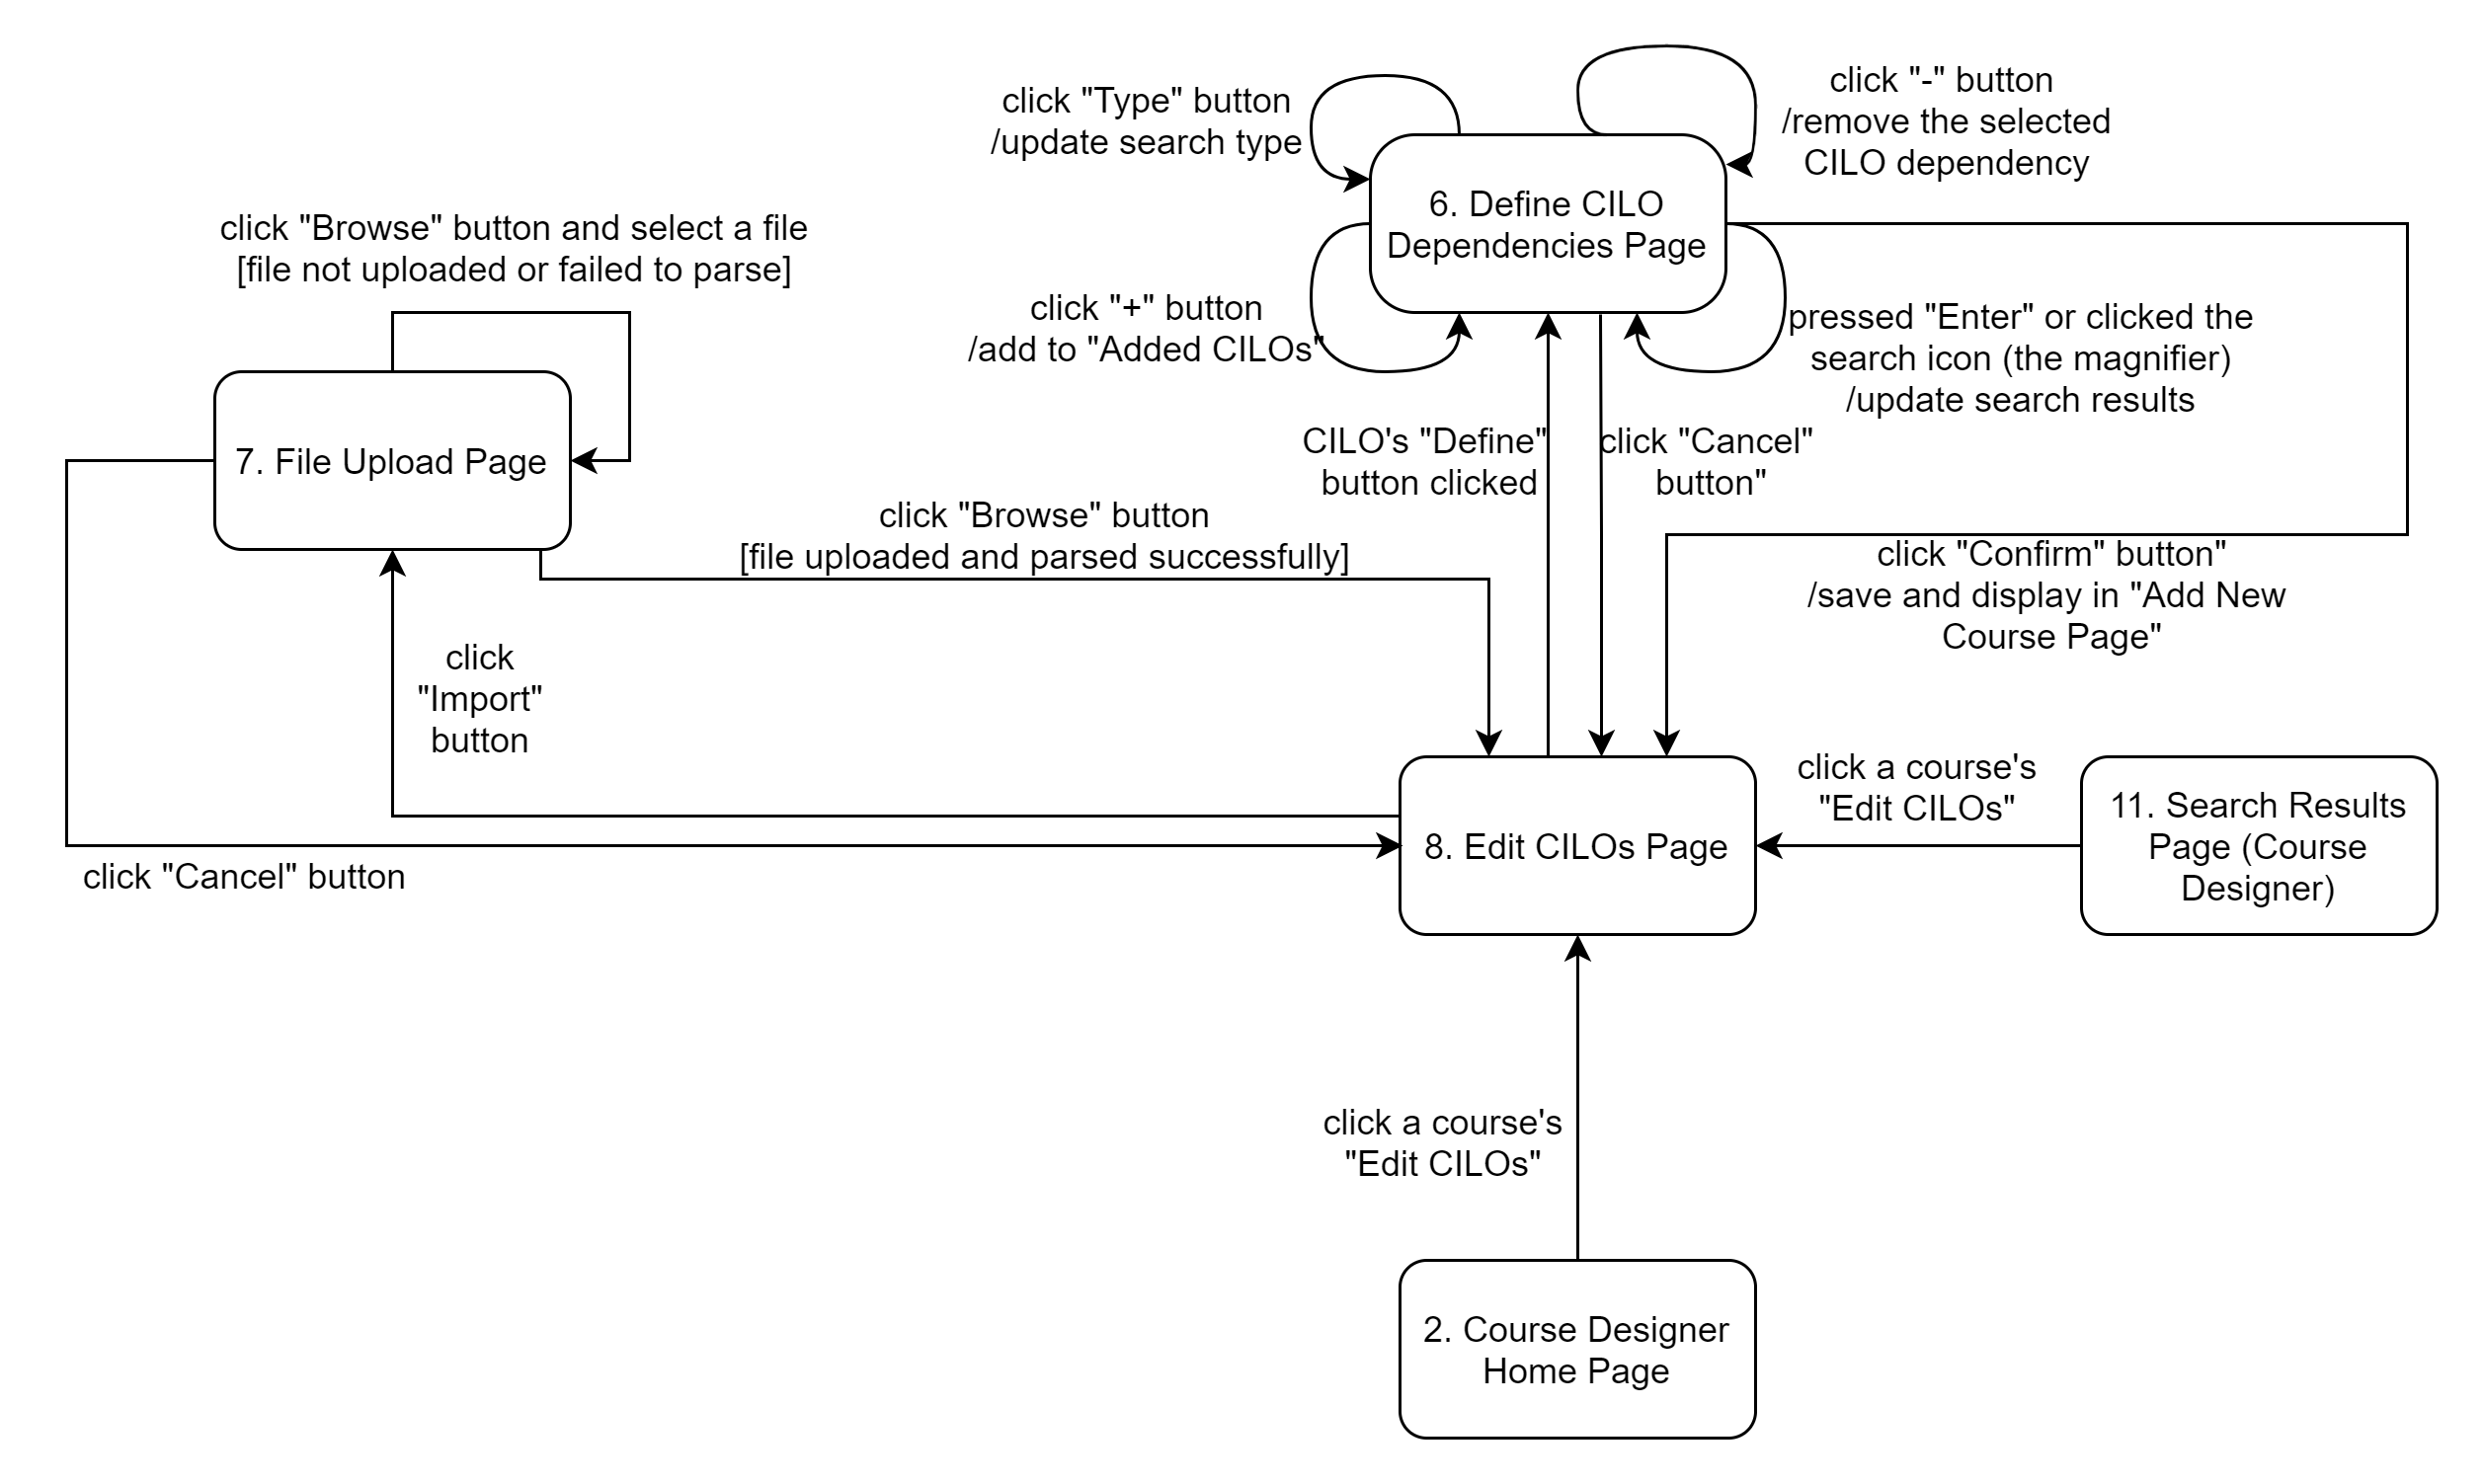 click "Type" button
/update search type
click "-" button
/remove the selected
CILO dependency
6. Define CILO
Dependencies Page
click "Browse" button and select a file
[file not uploaded or failed to parse]
click "+" button
/add to "Added CILOs"
pressed "Enter" or clicked the
search icon (the magnifier)
/update search results
7. File Upload Page
CILO's "Define"
button clicked
click "Cancel"
button"
click "Browse" button
[file uploaded and parsed successfully]
click "Confirm" button"
/save and display in "Add New
Course Page"
click
"Import"
button
click a course's
"Edit CILOs"
8. Edit CILOs Page
11. Search Results
Page (Course
Designer)
click "Cancel" button
click a course's
"Edit CILOs"
2. Course Designer
Home Page